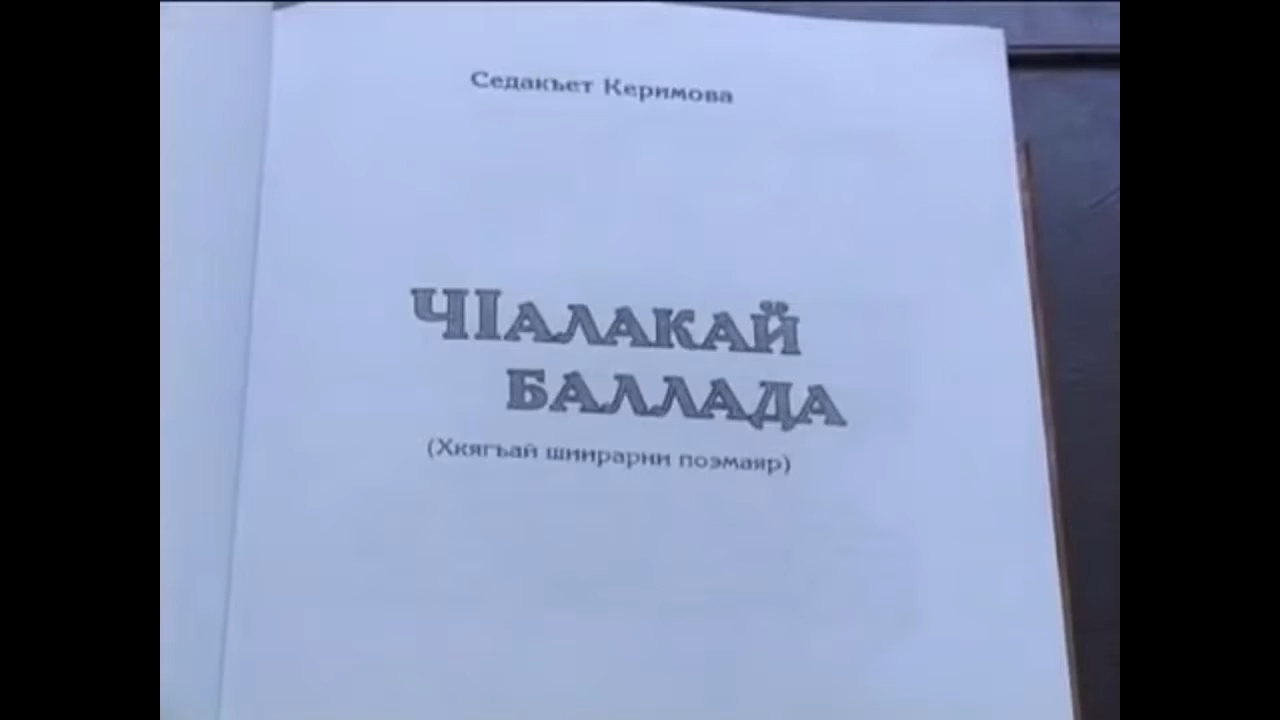 Седакъет Керимова
ЧӀАЛАКАЙ
БАЛЛАДА
(Хкягъай шиирарни поэмаяр)